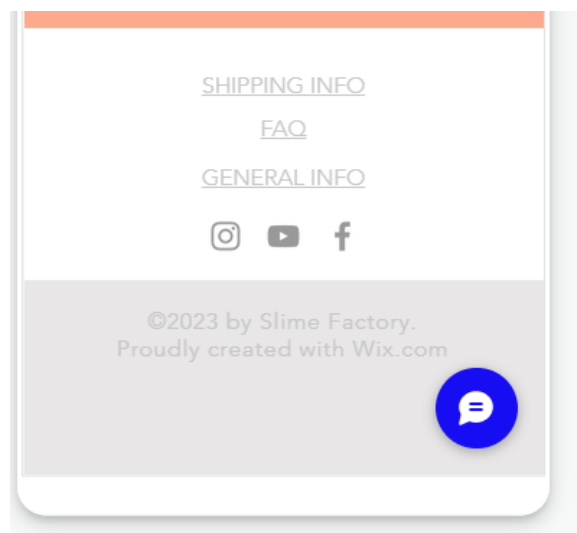 SHIPPING INFO
FAQ
GENERAL INFO
©2023 by Slime Factory.
Proudly created with Wix.com